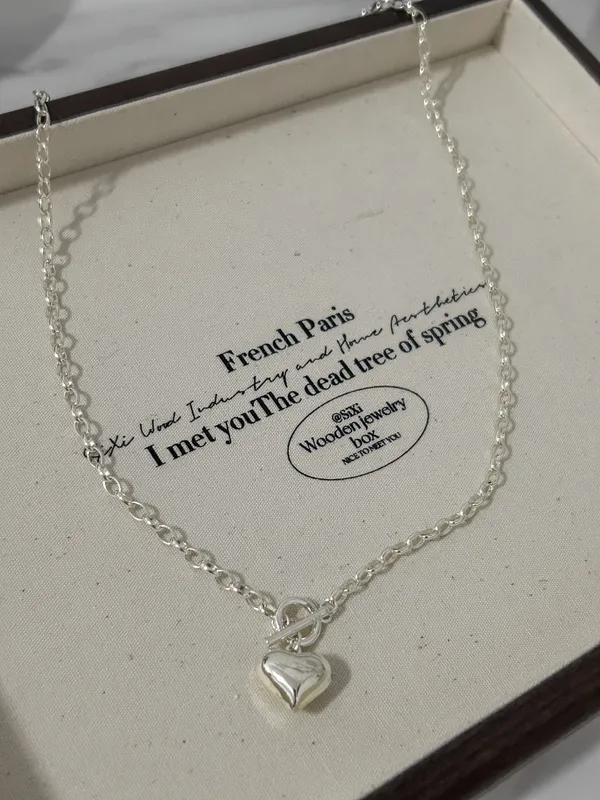 French Paris
SiXi Wood Industry and Home Aesthetics
I met youThe dead tree of spring
@SiXi
Wooden jewelry
box
NICE TO MEET YOU